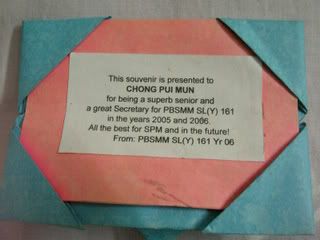 This souvenir is presented to
CHONG PUI MUN
for being a superb senior and
a great Secretary for PBSMM SL(Y) 161
in the years 2005 and 2006.
All the best for SPM and in the future!
From: PBSMM SL(Y) 161 Yr 06